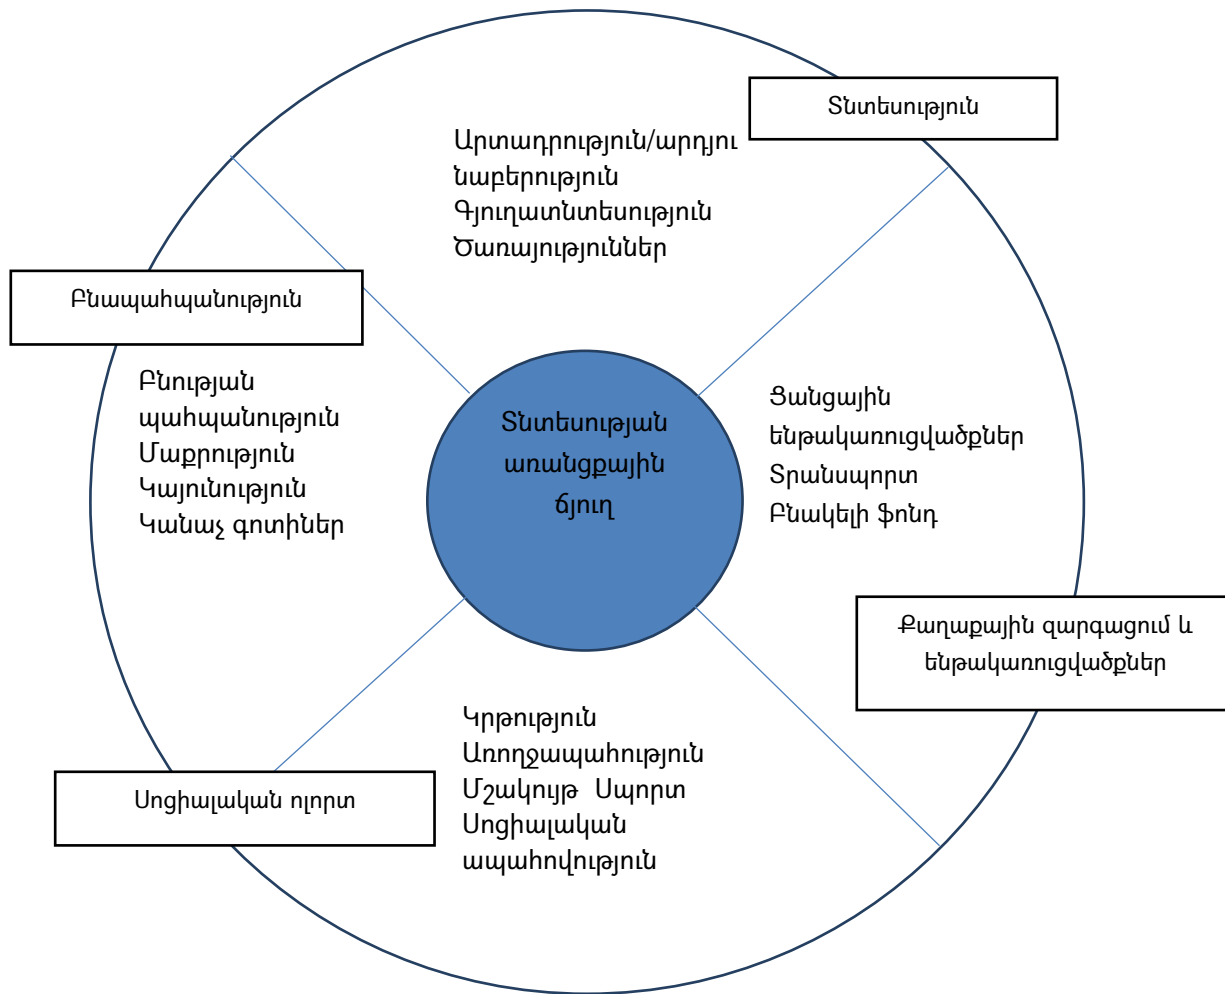 Տնտեսություն
Արտադրություն/արդյու
նաբերություն
Գյուղատնտեսություն
Ծառայություններ
Բնապահպանություն
Բնության
պահպանություն
Մաքրություն
Կայունություն
Կանաչ գոտիներ
Տնտեսության
առանցքային
ճյուղ
Ցանցային
ենթակառուցվածքներ
Տրանսպորտ
Բնակելի ֆոնդ
Քաղաքային զարգացում և
ենթակառուցվածքներ
Կրթություն
Առողջապահություն
Մշակույթ Սպորտ
Սոցիալական
ապահովություն
Սոցիալական ոլորտ